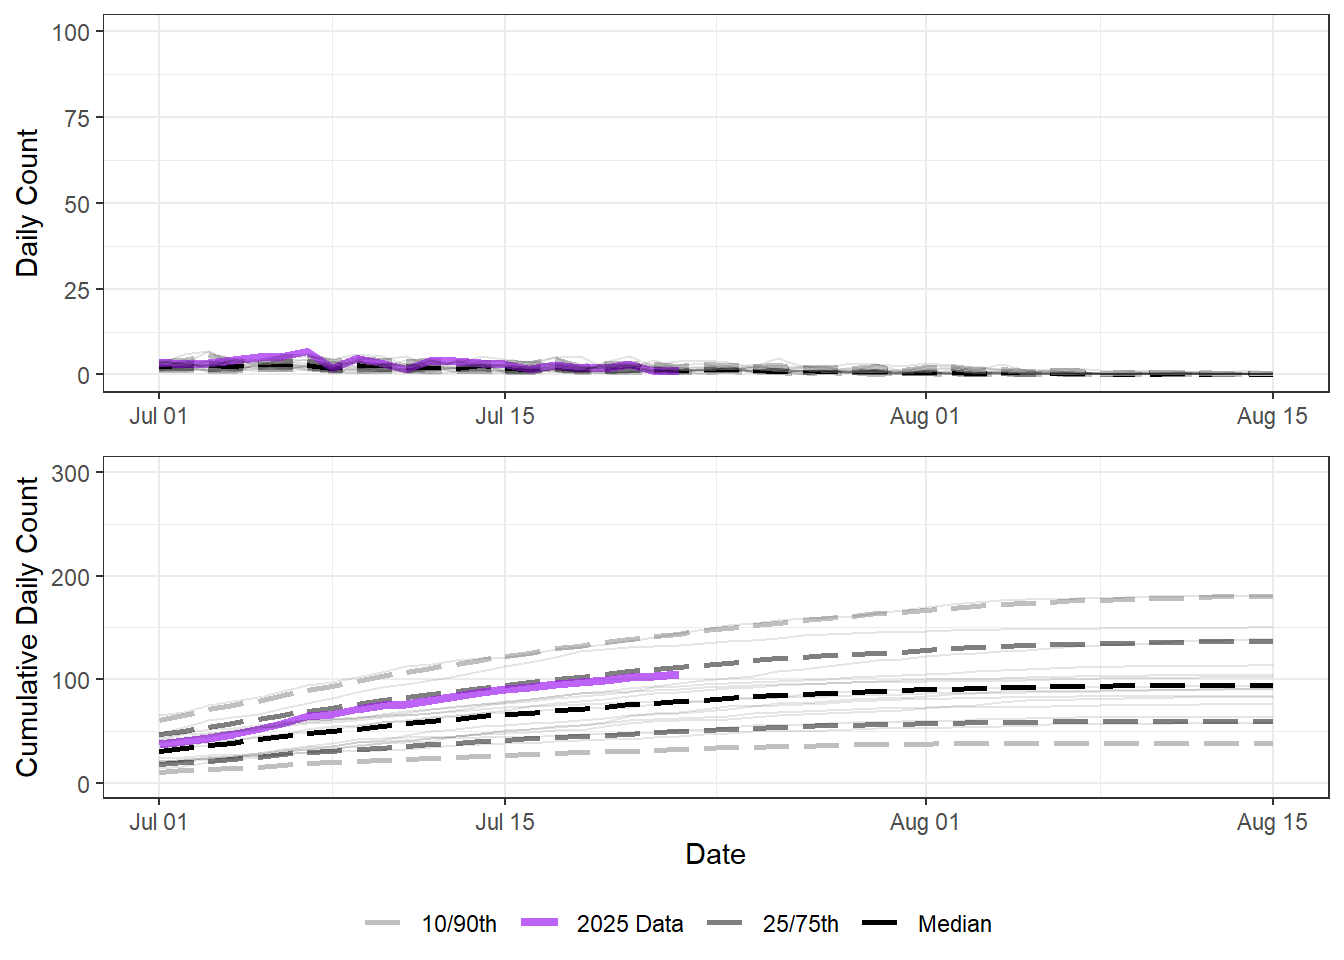 Daily Count
100
75
50
25
0
Jul 01 Jul 15 Aug 01 Aug 15
Cumulative Daily Count
300
200
100
0
Jul 01 Jul 15 Aug 01 Aug 15
Date
10/90th 2025 Data 25/75th Median